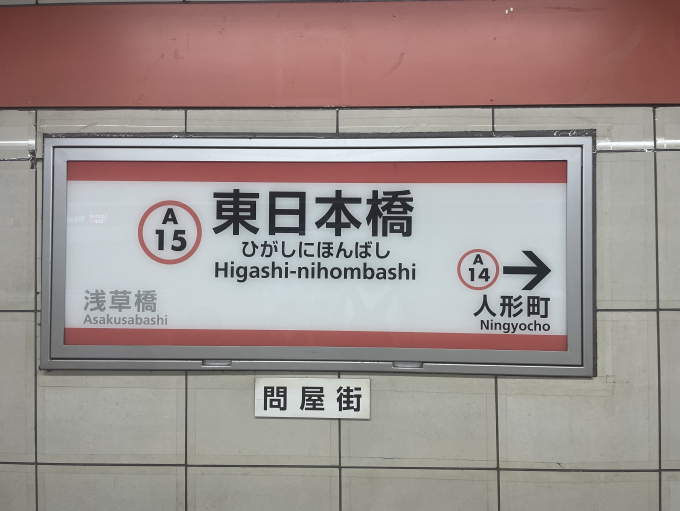 A
15
東日本橋
ひがしにほんばし
Higashi-nihombashi
浅草橋
Asakusabashi
A
14
人形町
Ningyocho
問屋街